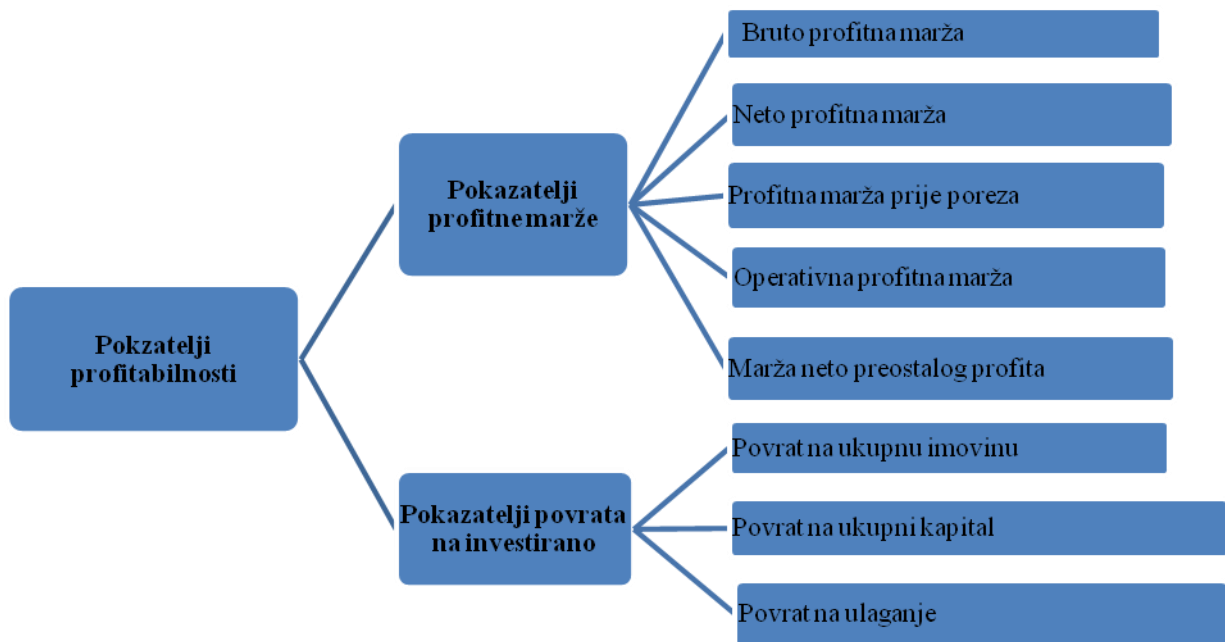 Pokzatelji
profitabilnosti
Pokazatelji
profitne marže
Bruto profitna marža
Neto profitna marža
Profitna marža prije poreza
Operativna profitna marža
Marža neto preostalog profita
Pokazatelji povrata
na investirano
Povrat na ukupnu imovinu
Povrat na ukupni kapital
Povrat na ulaganje